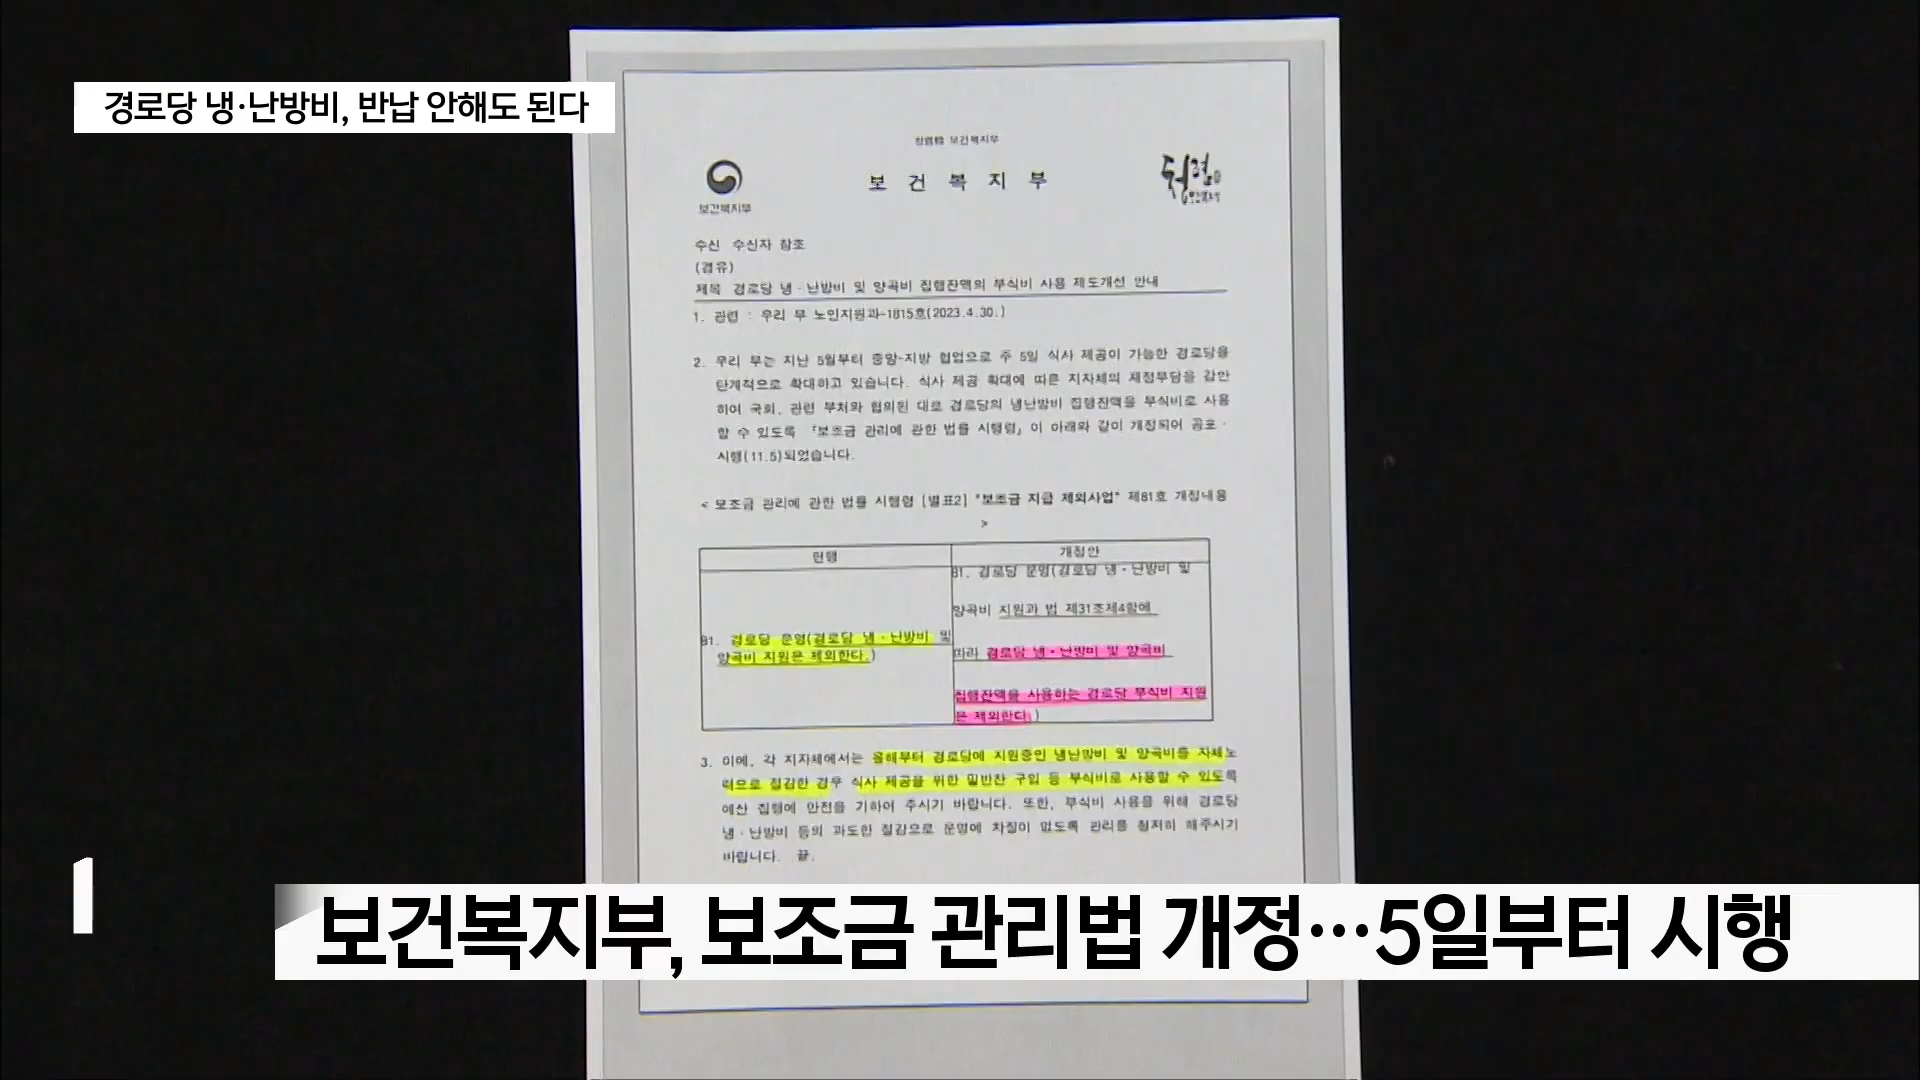 경로당 냉·난방비, 반납 안해도 된다
보건복지부
보 건 복 지 부
보건복지부
수신 수신자 참조
(경유)
제목 경로당 냉·난방비 및 양곡비 집행잔액의 부식비 사용 제도개선 안내
1. 관련 : 우리 부 노인지원과-1815호(2023.4.30.)
2. 우리 부는 지난 5월부터 중앙-지방 협업으로 주 5일 식사 제공이 가능한 경로당을
단계적으로 확대하고 있습니다. 식사 제공 확대에 따른 지자체의 재정부담을 감안
하여 국회, 관련 부처와 협의된 대로 경로당의 냉난방비 집행잔액을 부식비로 사용
할 수 있도록 「보조금 관리에 관한 법률 시행령」이 아래와 같이 개정되어 공포·
시행(11.5)되었습니다.
< 보조금 관리에 관한 법률 시행령 [별표2] "보조금 지급 제외사업" 제81호 개정내용
>
현행
개정안
81. 경로당 운영(경로당 냉·난방비 및
양곡비 지원은 제외한다.)
81. 경로당 운영(경로당 냉·난방비 및
양곡비 지원과 법 제31조제4항에
따라 경로당 냉·난방비 및 양곡비
집행잔액을 사용하는 경로당 부식비 지원
은 제외한다.)
3. 이에, 각 지자체에서는 올해부터 경로당에 지원중인 냉난방비 및 양곡비를 자체노
력으로 절감한 경우 식사 제공을 위한 밑반찬 구입 등 부식비로 사용할 수 있도록
예산 집행에 만전을 기하여 주시기 바랍니다. 또한, 부식비 사용을 위해 경로당
냉·난방비 등의 과도한 절감으로 운영에 차질이 없도록 관리를 철저히 해주시기
바랍니다. 끝.
1
보건복지부, 보조금 관리법 개정…5일부터 시행